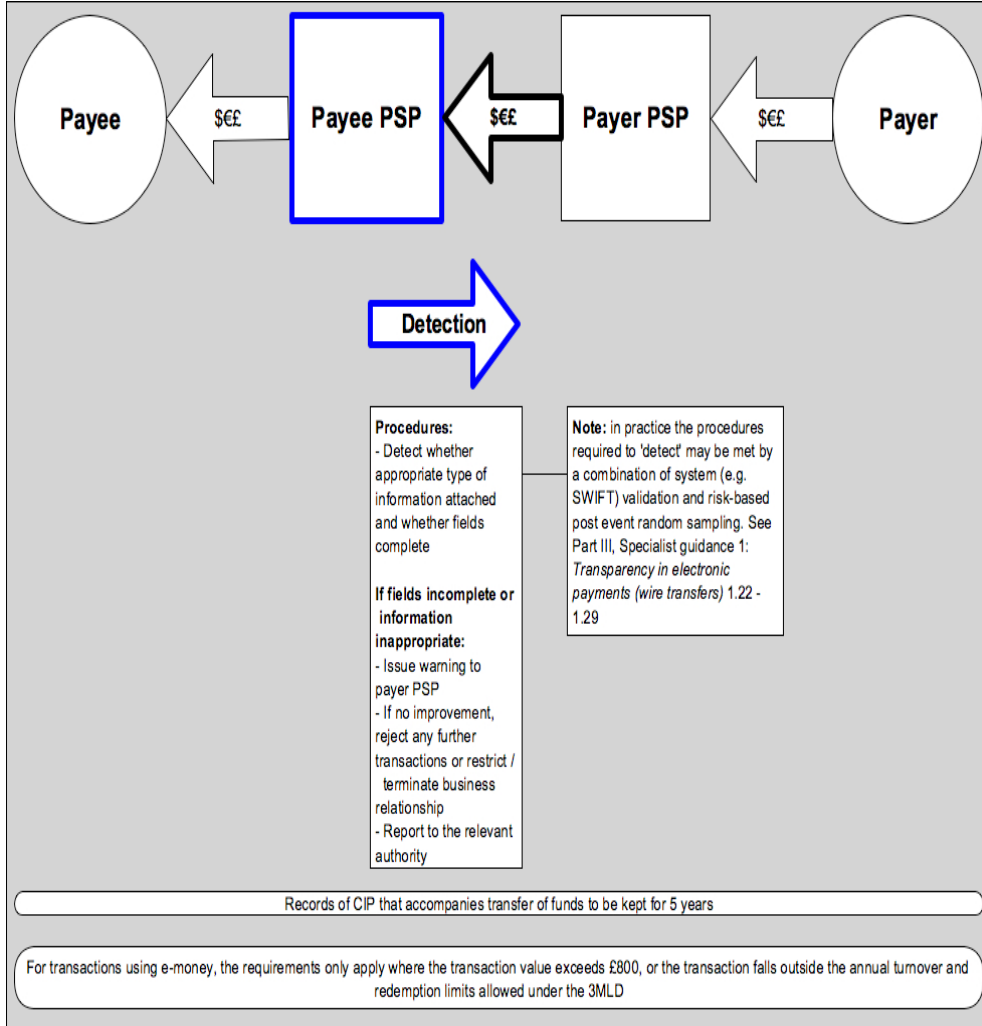 Payee
$€£
Payee PSP
$€£
Payer PSP
$€£
Payer
Detection
Procedures:
- Detect whether
appropriate type of
information attached
and whether fields
complete
If fields incomplete or
information
inappropriate:
- Issue warning to
payer PSP
- If no improvement,
reject any further
transactions or restrict /
terminate business
relationship
- Report to the relevant
authority
Note: in practice the procedures
required to 'detect' may be met by
a combination of system (e.g.
SWIFT) validation and risk-based
post event random sampling. See
Part III, Specialist guidance 1:
Transparency in electronic
payments (wire transfers) 1.22 -
1.29
Records of CIP that accompanies transfer of funds to be kept for 5 years
For transactions using e-money, the requirements only apply where the transaction value exceeds £800, or the transaction falls outside the annual turnover and
redemption limits allowed under the 3MLD